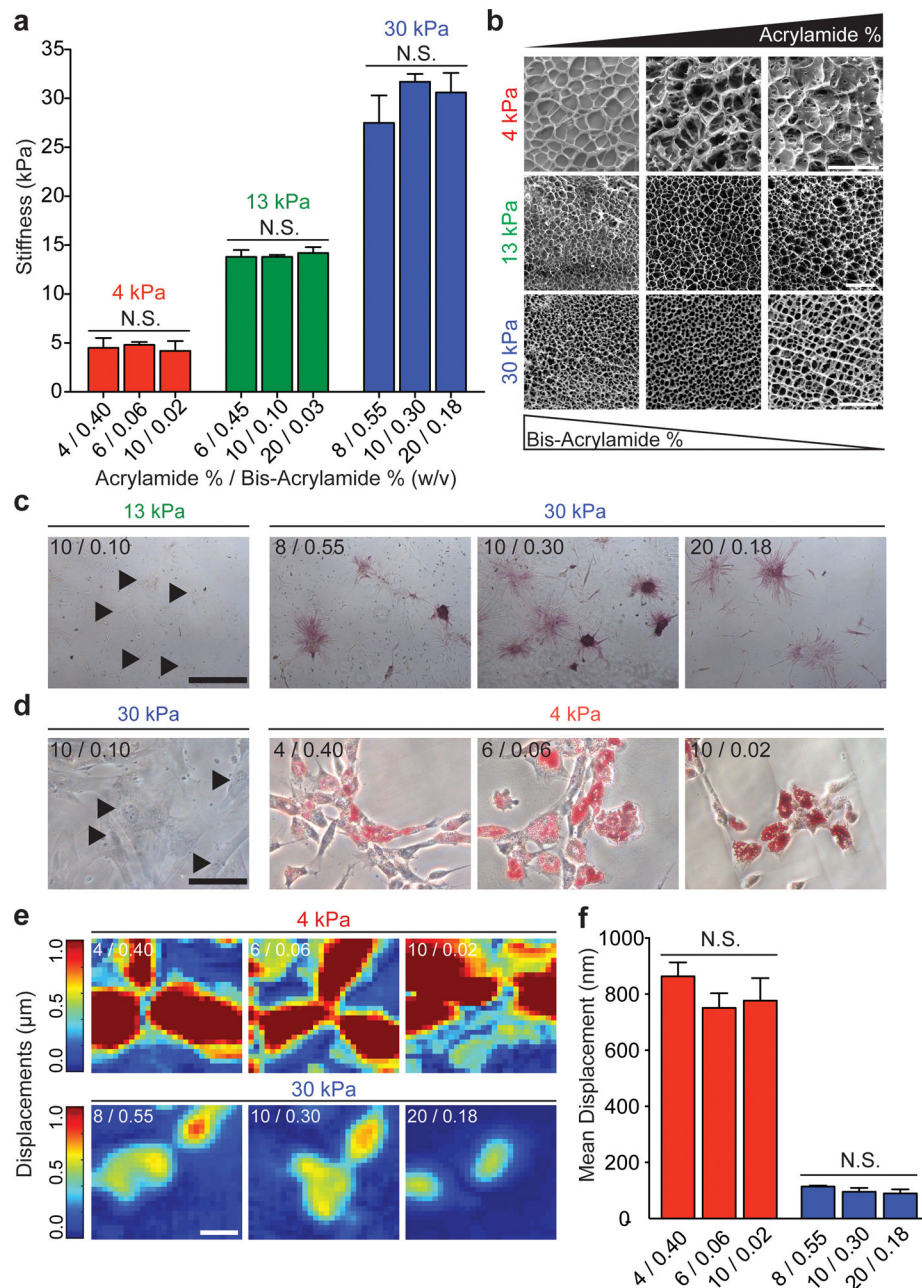 a
30 kPa
N.S.
13 kPa
N.S.
4 kPa
N.S.
Stiffness (kPa)
35
30
25
20
15
10
5
0
4 / 0.40
6 / 0.06
10 / 0.02
6 / 0.45
10 / 0.10
20 / 0.03
8 / 0.55
10 / 0.30
20 / 0.18
Acrylamide % / Bis-Acrylamide % (w/v)
b
Acrylamide %
4 kPa
13 kPa
30 kPa
Bis-Acrylamide %
c
13 kPa
30 kPa
10 / 0.10
8 / 0.55
10 / 0.30
20 / 0.18
d
30 kPa
4 kPa
10 / 0.10
4 / 0.40
6 / 0.06
10 / 0.02
e
4 kPa
Displacements (µm)
1.0
0.5
0.0
4 / 0.40
6 / 0.06
10 / 0.02
30 kPa
1.0
0.5
0.0
8 / 0.55
10 / 0.30
20 / 0.18
f
Mean Displacement (nm)
1000
800
600
400
200
0
N.S.
N.S.
4 / 0.40
6 / 0.06
10 / 0.02
8 / 0.55
10 / 0.30
20 / 0.18